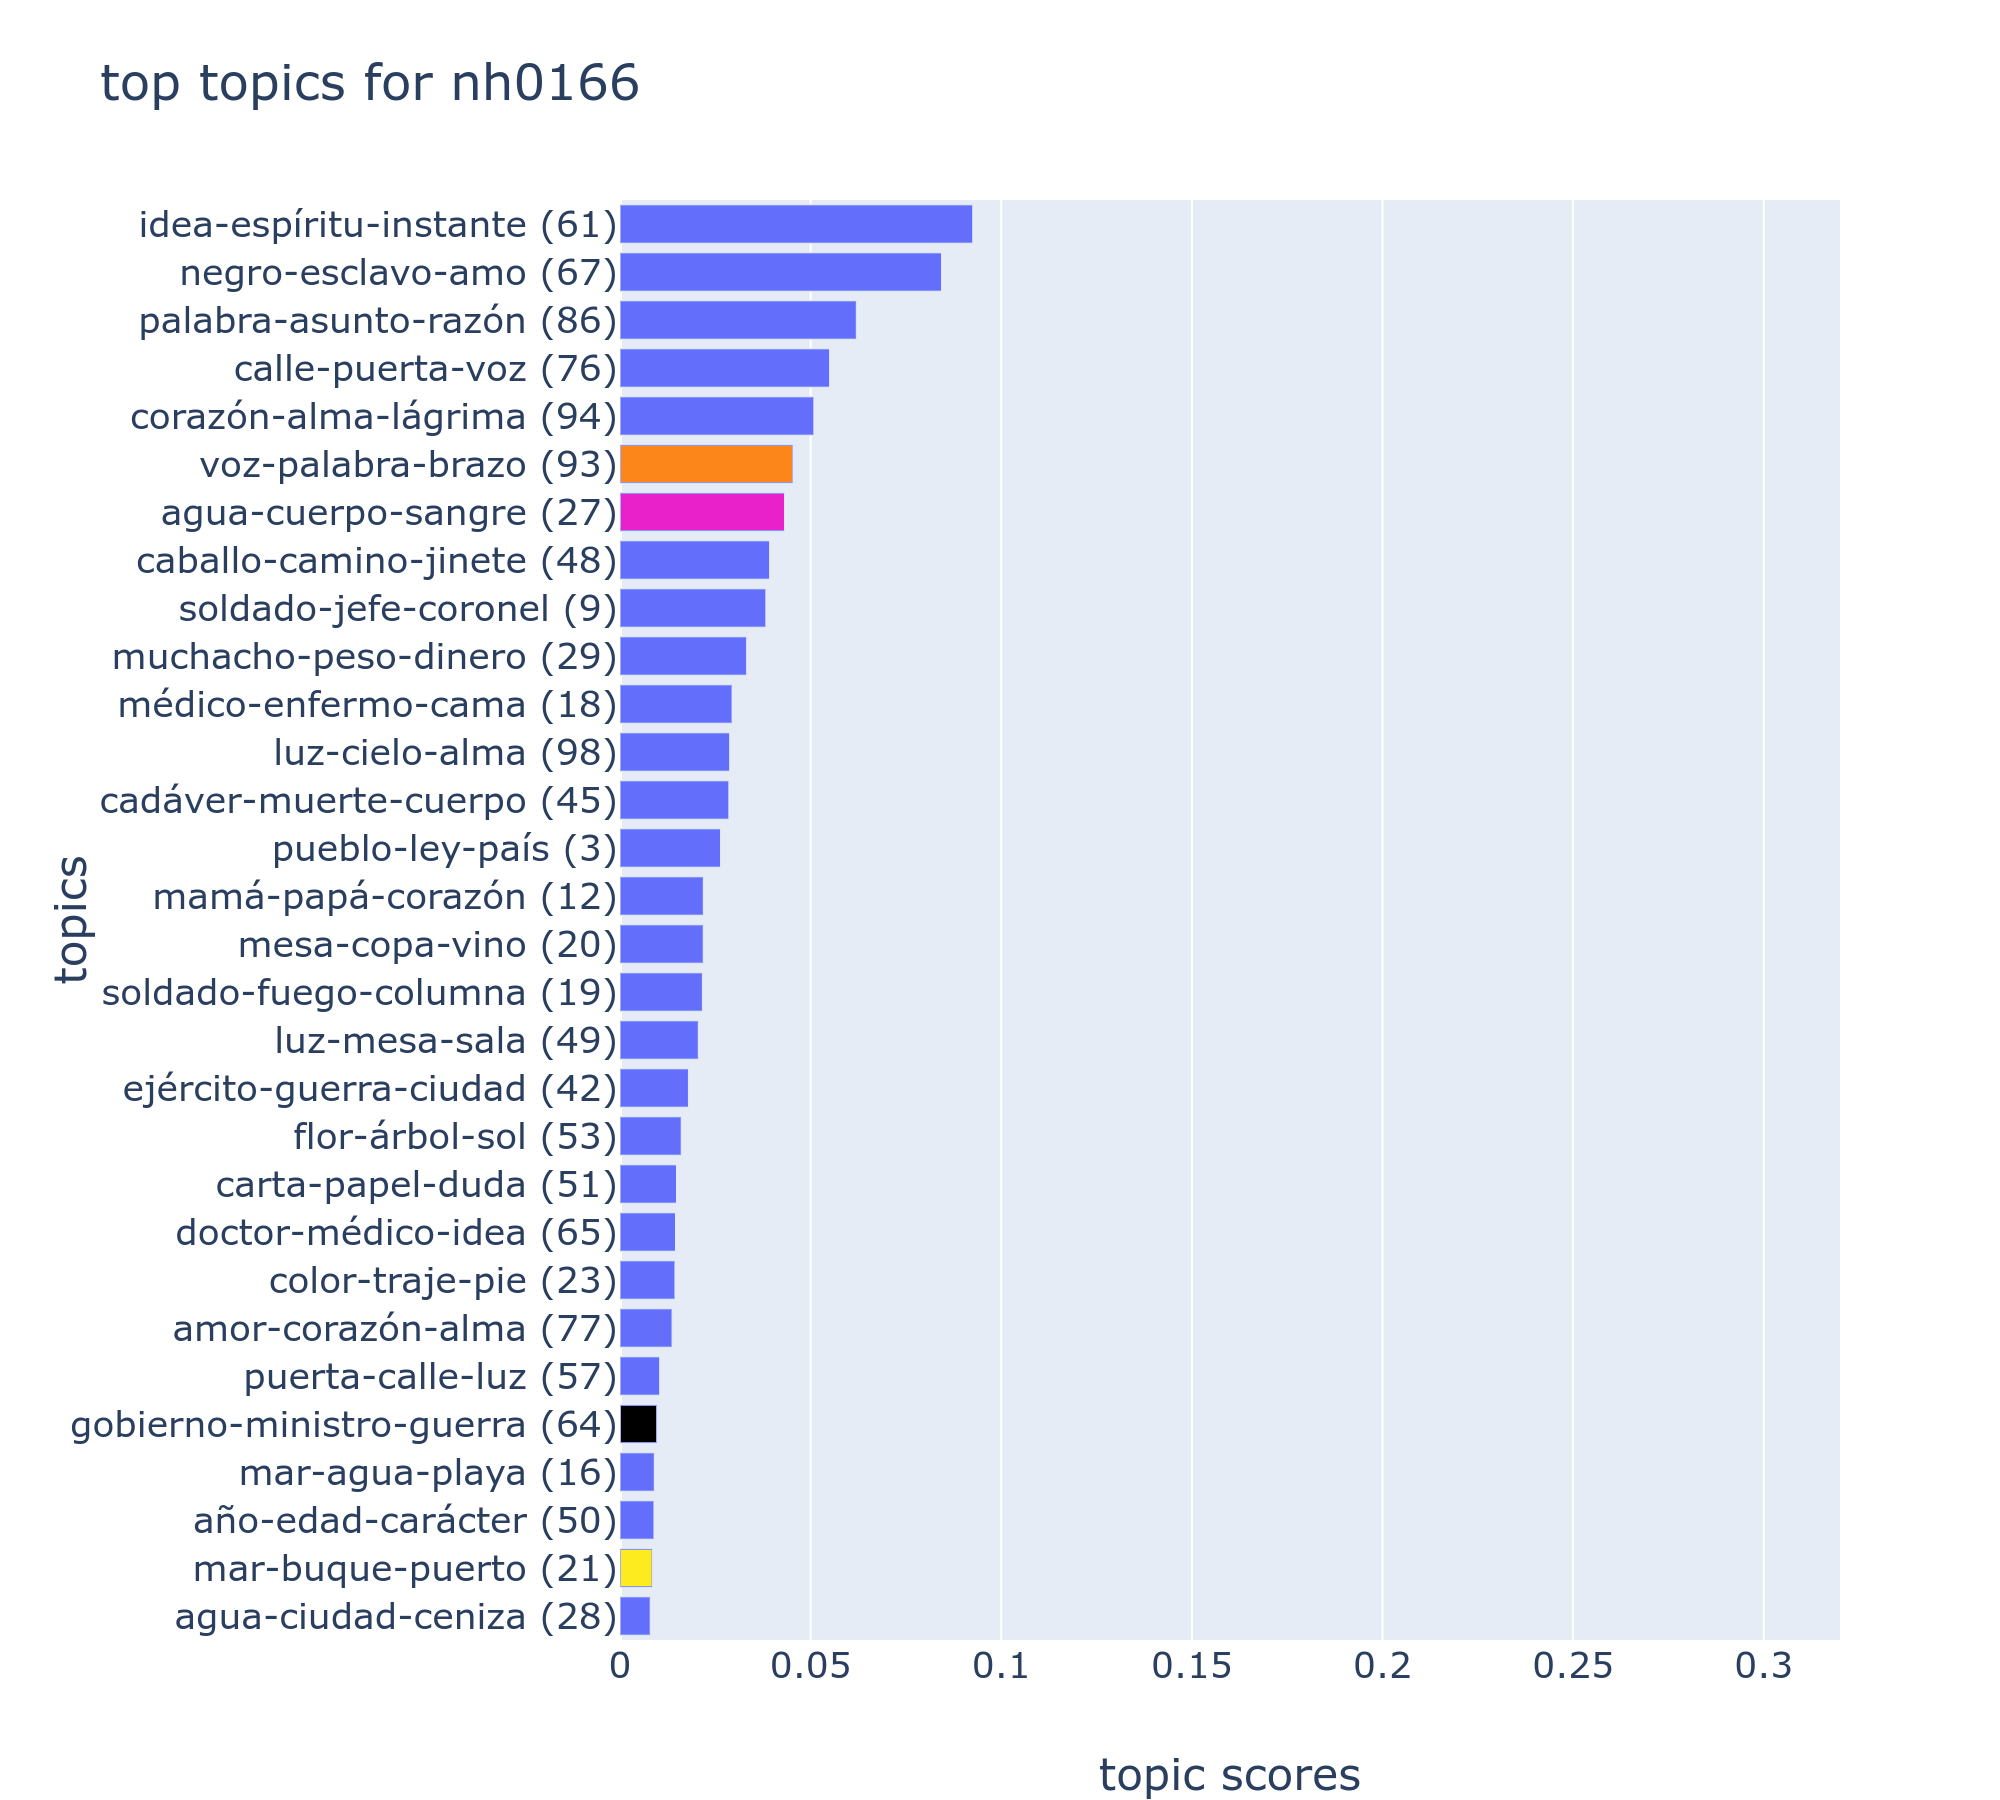 top topics for nh0166
idea-espíritu-instante (61)
negro-esclavo-amo (67)
palabra-asunto-razón (86)
calle-puerta-voz (76)
corazón-alma-lágrima (94)
voz-palabra-brazo (93)
agua-cuerpo-sangre (27)
caballo-camino-jinete (48)
soldado-jefe-coronel (9)
muchacho-peso-dinero (29)
médico-enfermo-cama (18)
luz-cielo-alma (98)
cadáver-muerte-cuerpo (45)
pueblo-ley-país (3)
mamá-papá-corazón (12)
mesa-copa-vino (20)
soldado-fuego-columna (19)
luz-mesa-sala (49)
ejército-guerra-ciudad (42)
flor-árbol-sol (53)
carta-papel-duda (51)
doctor-médico-idea (65)
color-traje-pie (23)
amor-corazón-alma (77)
puerta-calle-luz (57)
gobierno-ministro-guerra (64)
mar-agua-playa (16)
año-edad-carácter (50)
mar-buque-puerto (21)
agua-ciudad-ceniza (28)
topics
0 0.05 0.1 0.15 0.2 0.25 0.3
topic scores